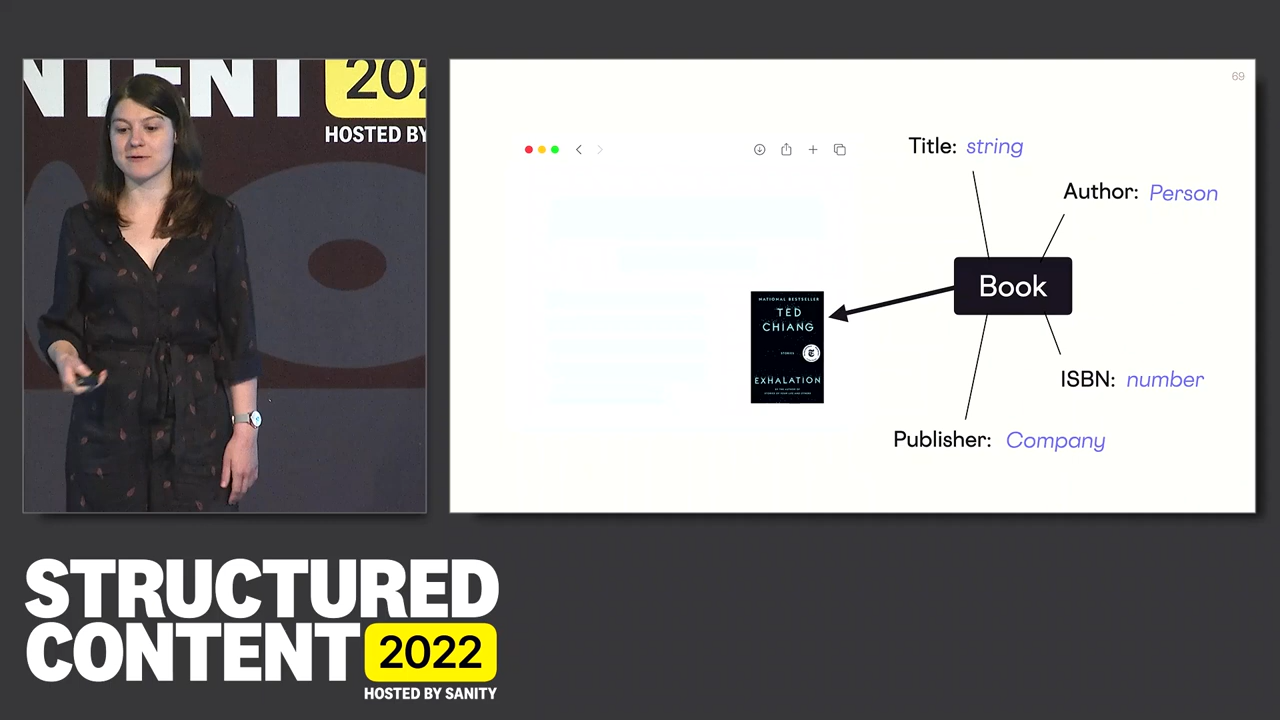 NTENT
202
HOSTED BY
69
Title: string
Author: Person
Book
ISBN: number
Publisher: Company
NATIONAL BESTSELLER
TED
CHIANG
STORIES
EXHALATION
STRUCTURED
CONTENT 2022
HOSTED BY SANITY